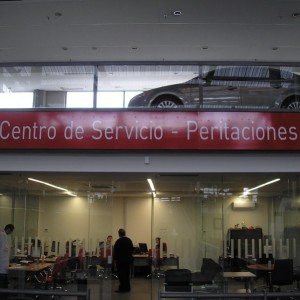 Centro de Servicio - Peritaciones